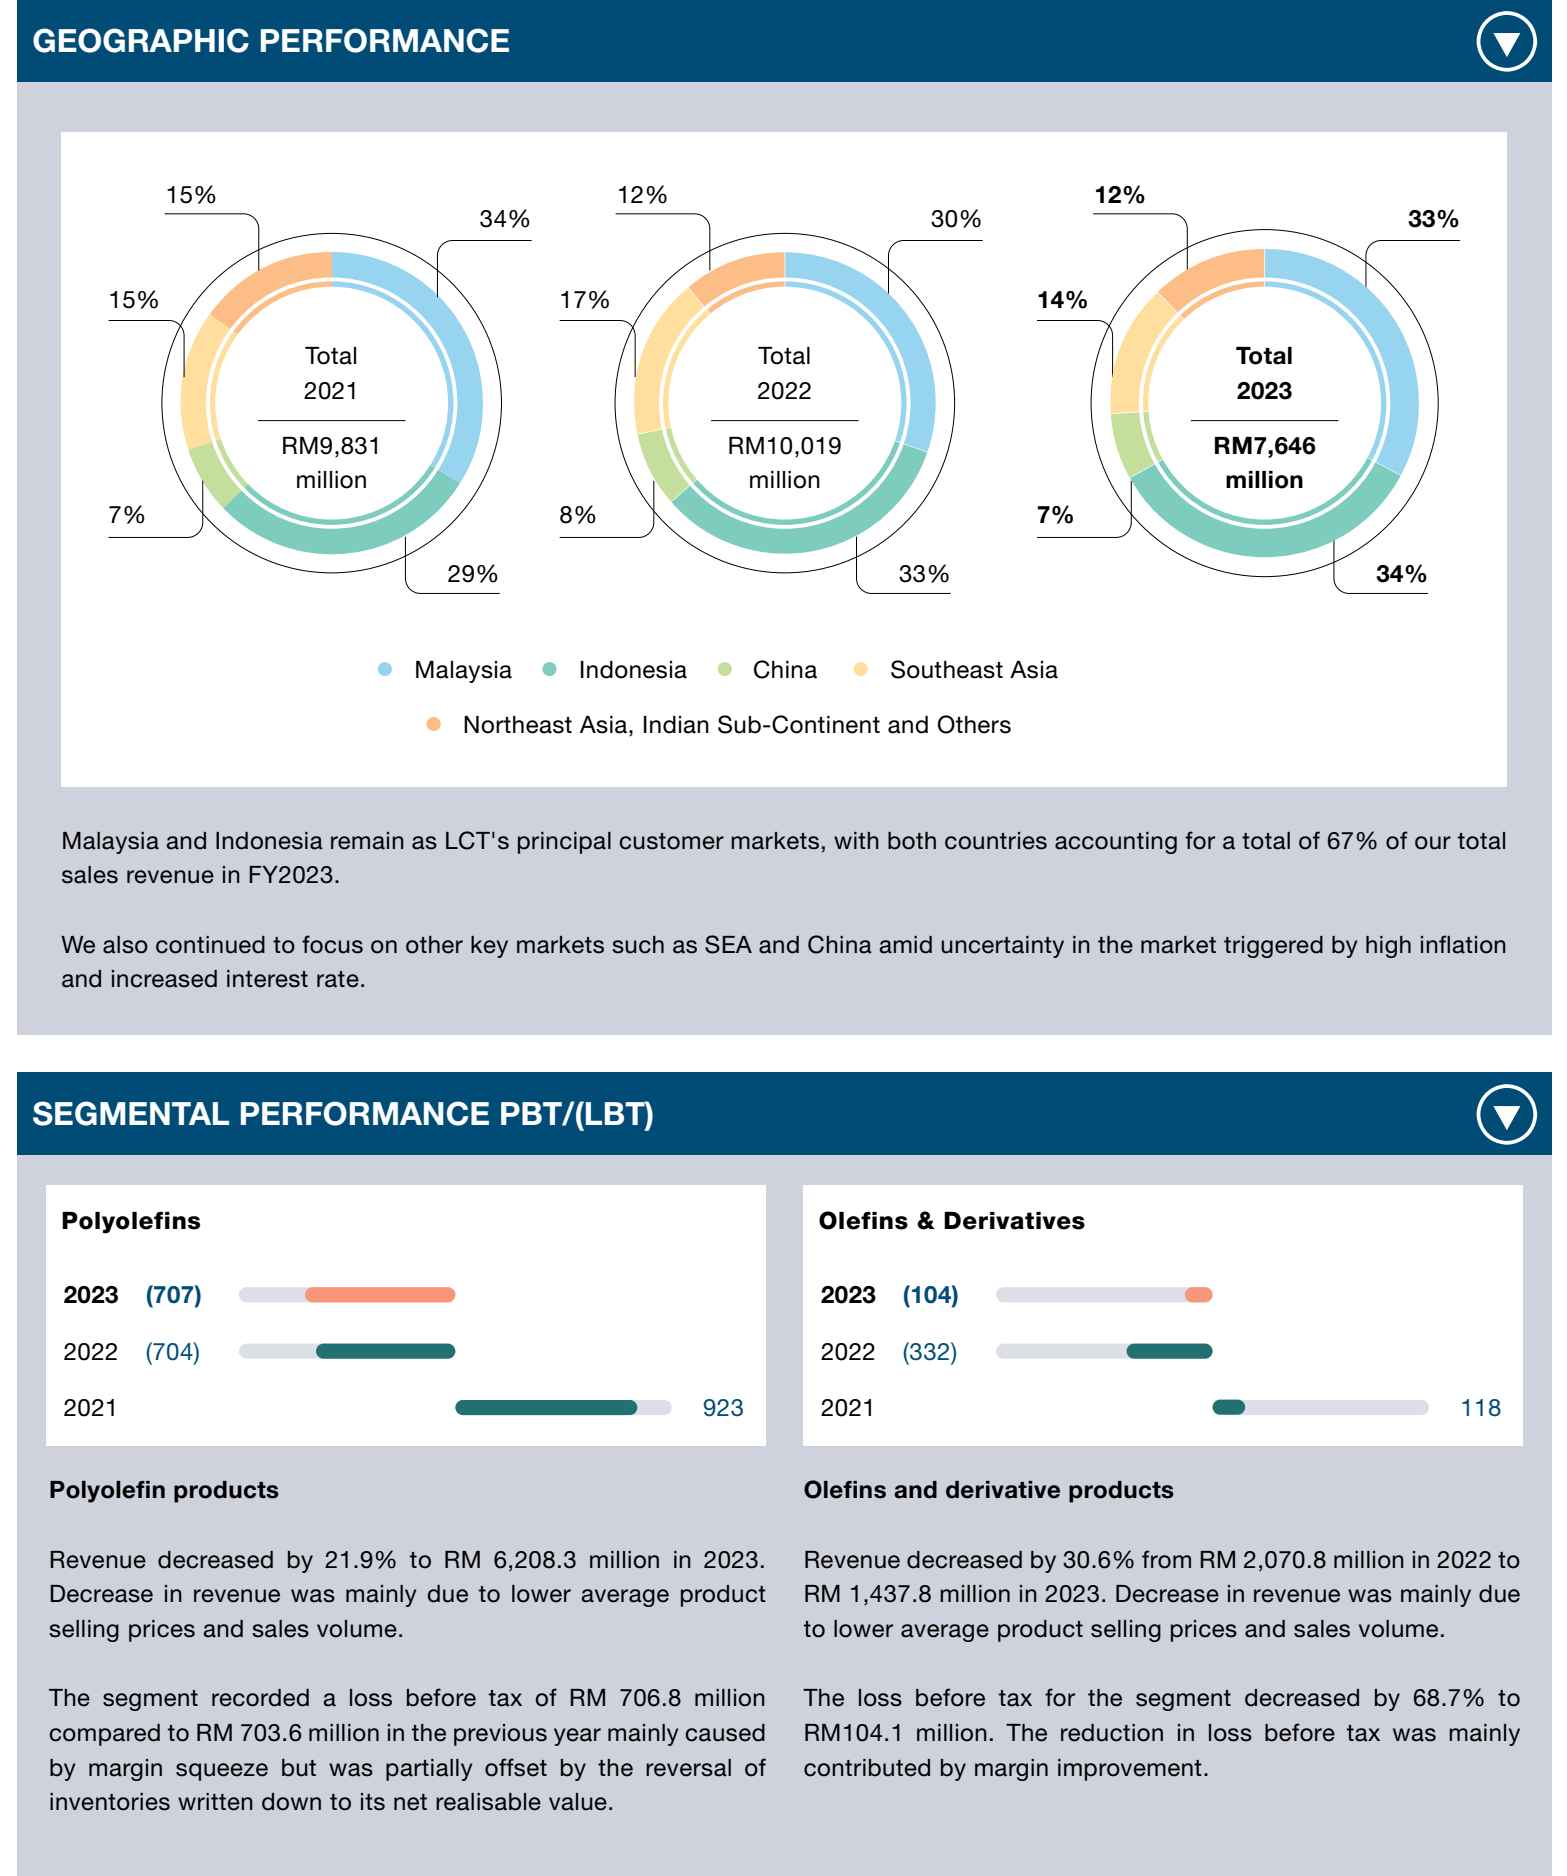 GEOGRAPHIC PERFORMANCE
15%
34%
15%
7%
29%
Total
2021
RM9,831
million
12%
30%
17%
8%
33%
Total
2022
RM10,019
million
12%
33%
14%
7%
34%
Total
2023
RM7,646
million
Malaysia
Indonesia
China
Southeast Asia
Northeast Asia, Indian Sub-Continent and Others
Malaysia and Indonesia remain as LCT's principal customer markets, with both countries accounting for a total of 67% of our total
sales revenue in FY2023.
We also continued to focus on other key markets such as SEA and China amid uncertainty in the market triggered by high inflation
and increased interest rate.
SEGMENTAL PERFORMANCE PBT/(LBT)
Polyolefins
2023 (707)
2022 (704)
2021 923
Polyolefin products
Revenue decreased by 21.9% to RM 6,208.3 million in 2023.
Decrease in revenue was mainly due to lower average product
selling prices and sales volume.
The segment recorded a loss before tax of RM 706.8 million
compared to RM 703.6 million in the previous year mainly caused
by margin squeeze but was partially offset by the reversal of
inventories written down to its net realisable value.
Olefins & Derivatives
2023 (104)
2022 (332)
2021 118
Olefins and derivative products
Revenue decreased by 30.6% from RM 2,070.8 million in 2022 to
RM 1,437.8 million in 2023. Decrease in revenue was mainly due
to lower average product selling prices and sales volume.
The loss before tax for the segment decreased by 68.7% to
RM104.1 million. The reduction in loss before tax was mainly
contributed by margin improvement.